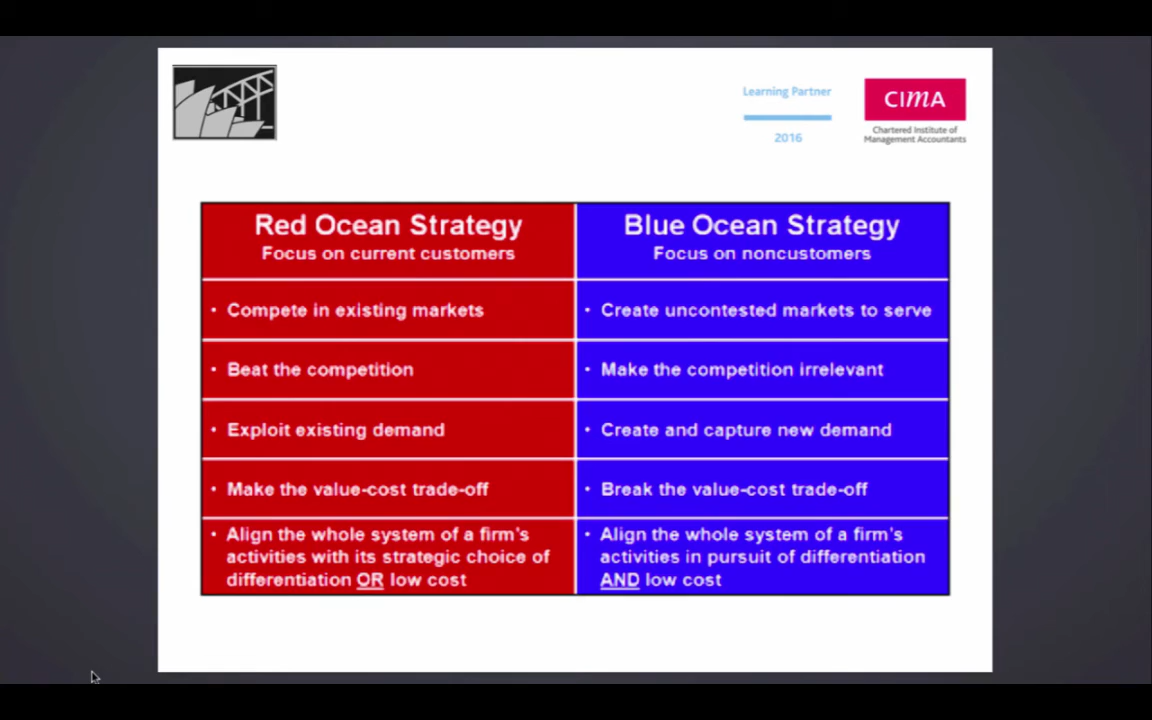 Learning Partner
2016
CIMA
Chartered Institute of
Management Accountants
Red Ocean Strategy
Focus on current customers
Blue Ocean Strategy
Focus on noncustomers
• Compete in existing markets
• Create uncontested markets to serve
• Beat the competition
• Make the competition irrelevant
• Exploit existing demand
• Create and capture new demand
• Make the value-cost trade-off
• Break the value-cost trade-off
• Align the whole system of a firm's
activities with its strategic choice of
differentiation OR low cost
• Align the whole system of a firm's
activities in pursuit of differentiation
AND low cost